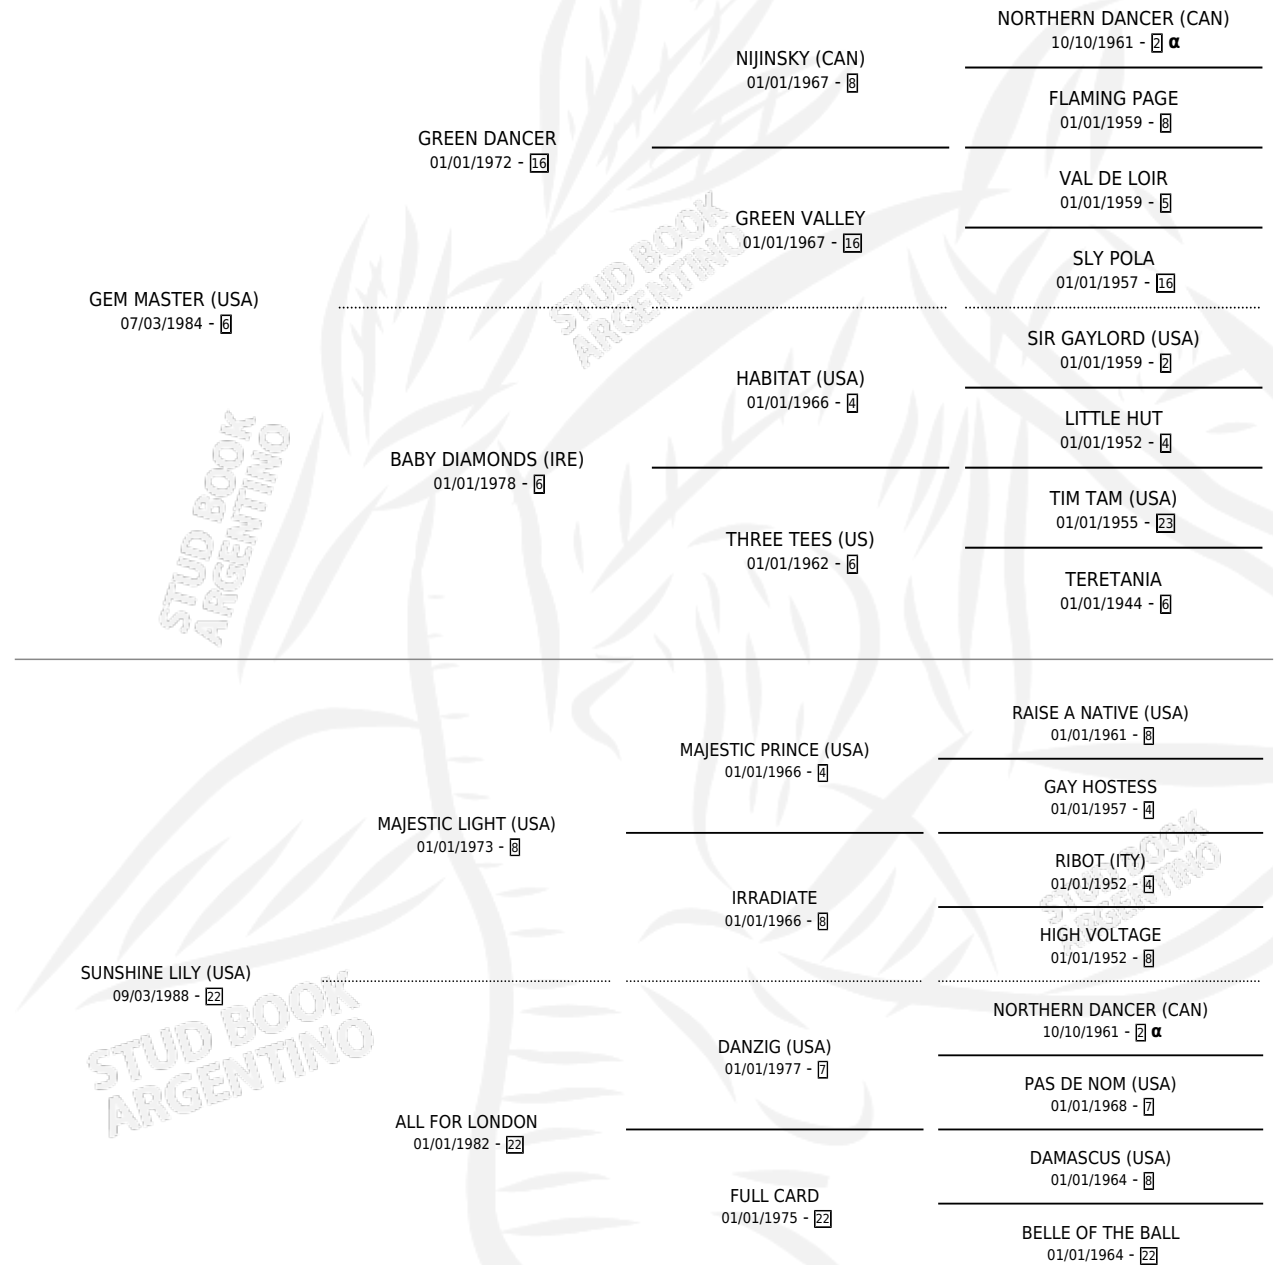 NORTHERN DANCER (CAN)
10/10/1961 - 2 α
NIJINSKY (CAN)
01/01/1967 - 8
FLAMING PAGE
01/01/1959 - 8
GREEN DANCER
01/01/1972 - 16
VAL DE LOIR
01/01/1959 - 5
GREEN VALLEY
01/01/1967 - 16
SLY POLA
01/01/1957 - 16
GEM MASTER (USA)
07/03/1984 - 6
SIR GAYLORD (USA)
01/01/1959 - 2
HABITAT (USA)
01/01/1966 - 4
LITTLE HUT
01/01/1952 - 4
BABY DIAMONDS (IRE)
01/01/1978 - 6
TIM TAM (USA)
01/01/1955 - 23
THREE TEES (US)
01/01/1962 - 6
TERETANIA
01/01/1944 - 6
RAISE A NATIVE (USA)
01/01/1961 - 8
MAJESTIC PRINCE (USA)
01/01/1966 - 4
GAY HOSTESS
01/01/1957 - 4
MAJESTIC LIGHT (USA)
01/01/1973 - 8
RIBOT (ITY)
01/01/1952 - 4
IRRADIATE
01/01/1966 - 8
HIGH VOLTAGE
01/01/1952 - 8
SUNSHINE LILY (USA)
09/03/1988 - 22
NORTHERN DANCER (CAN)
10/10/1961 - 2 α
DANZIG (USA)
01/01/1977 - 7
PAS DE NOM (USA)
01/01/1968 - 7
ALL FOR LONDON
01/01/1982 - 22
DAMASCUS (USA)
01/01/1964 - 8
FULL CARD
01/01/1975 - 22
BELLE OF THE BALL
01/01/1964 - 22
STUD BOOK
ARGENTINO
STUD BOOK
ARGENTINO
STUD BOOK
ARGENTINO
STUD BOOK
ARGENTINO